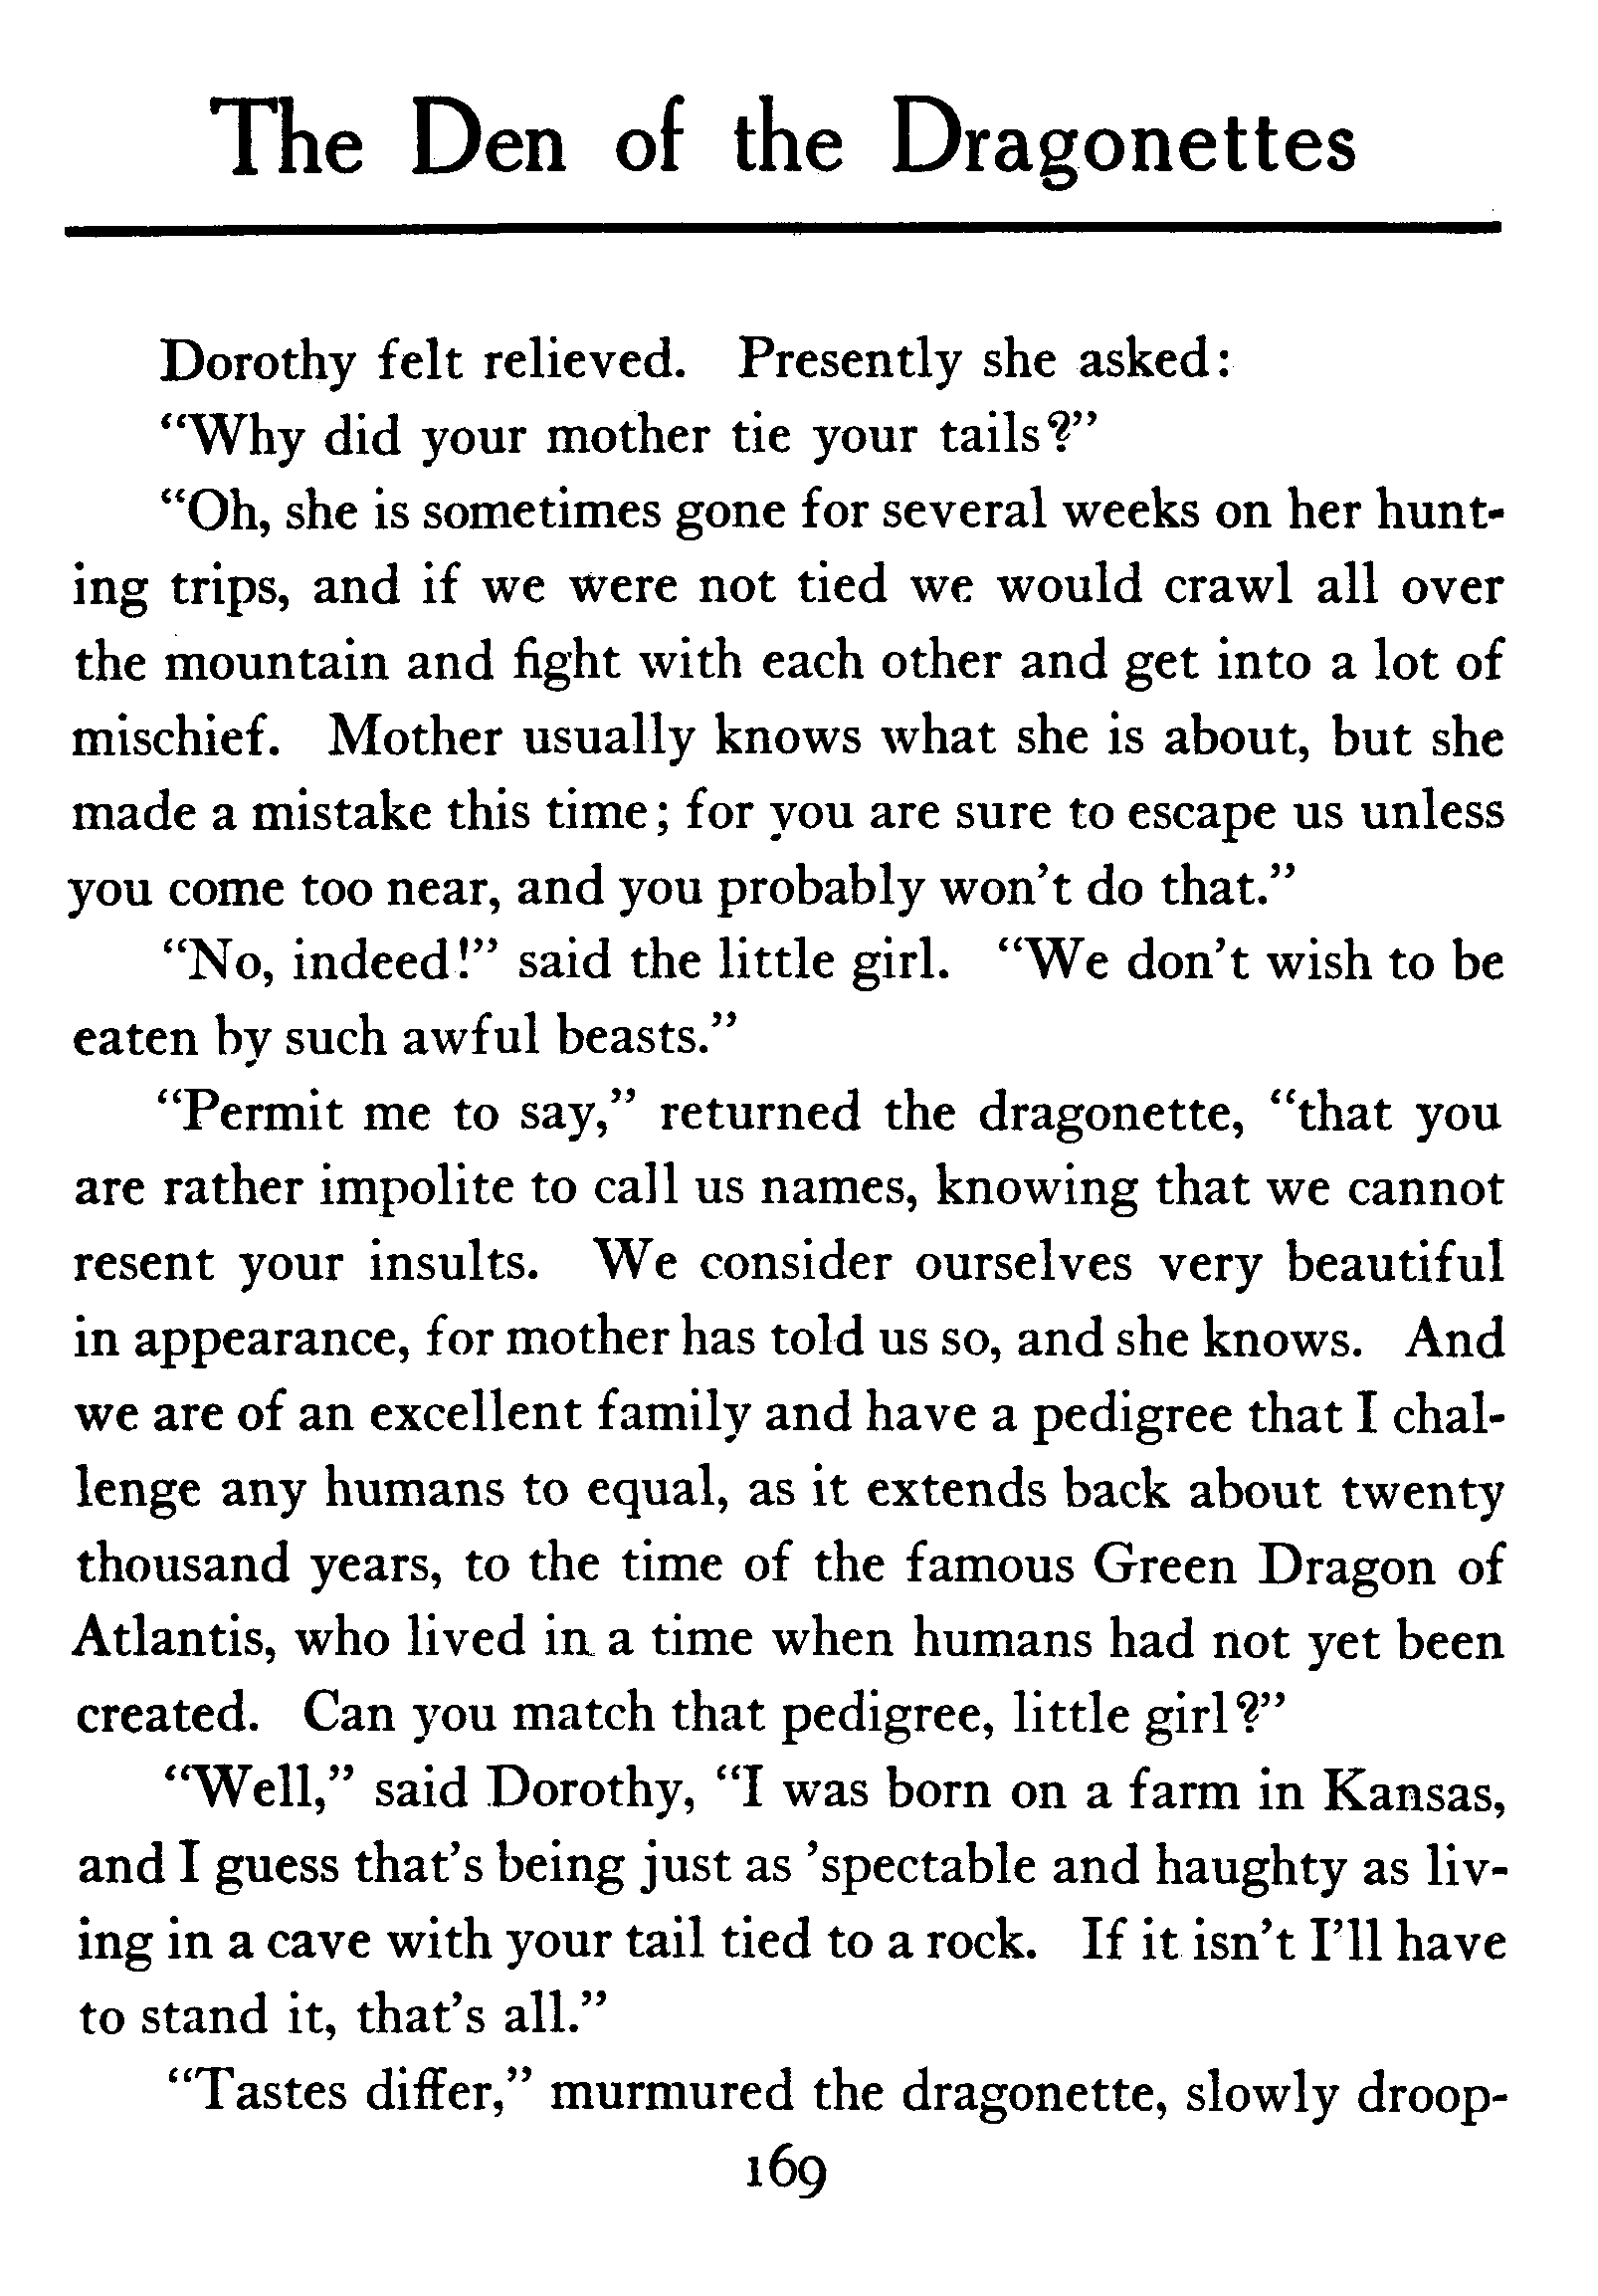 The Den of the Dragonettes
Dorothy felt relieved. Presently she asked:
“Why did your mother tie your tails?”
“Oh, she is sometimes gone for several weeks on her hunt-
ing trips, and if we were not tied we would crawl all over
the mountain and fight with each other and get into a lot of
mischief. Mother usually knows what she is about, but she
made a mistake this time; for you are sure to escape us unless
you come too near, and you probably won’t do that.”
“No, indeed!” said the little girl. “We don’t wish to be
eaten by such awful beasts.”
“Permit me to say,” returned the dragonette, “that you
are rather impolite to call us names, knowing that we cannot
resent your insults. We consider ourselves very beautiful
in appearance, for mother has told us so, and she knows. And
we are of an excellent family and have a pedigree that I chal-
lenge any humans to equal, as it extends back about twenty
thousand years, to the time of the famous Green Dragon of
Atlantis, who lived in a time when humans had not yet been
created. Can you match that pedigree, little girl?”
“Well,” said Dorothy, “I was born on a farm in Kansas,
and I guess that’s being just as ’spectable and haughty as liv-
ing in a cave with your tail tied to a rock. If it isn’t I’ll have
to stand it, that’s all.”
“Tastes differ,” murmured the dragonette, slowly droop-
169